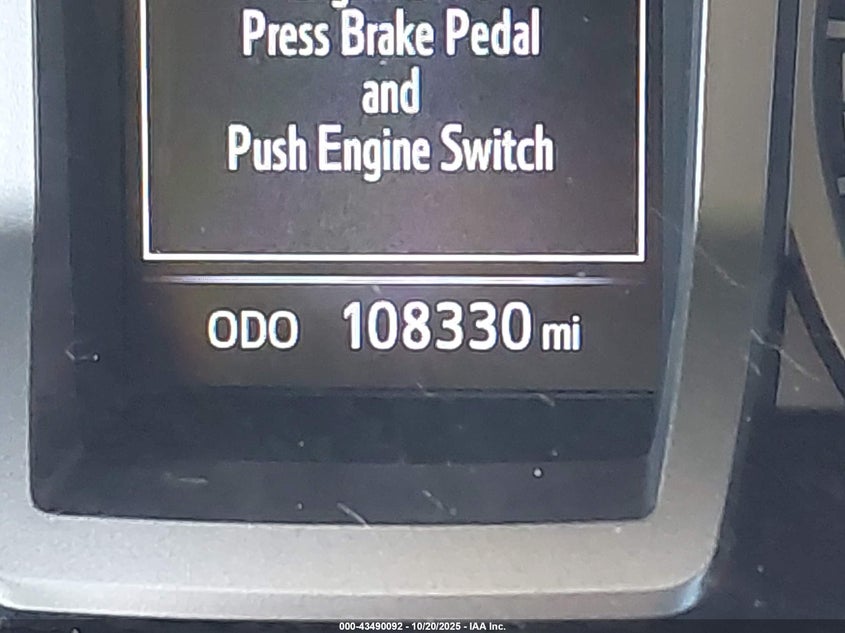 Press Brake Pedal
and
Push Engine Switch
ODO 108330 mi
000-43490092 - 10/20/2025 - IAA Inc.